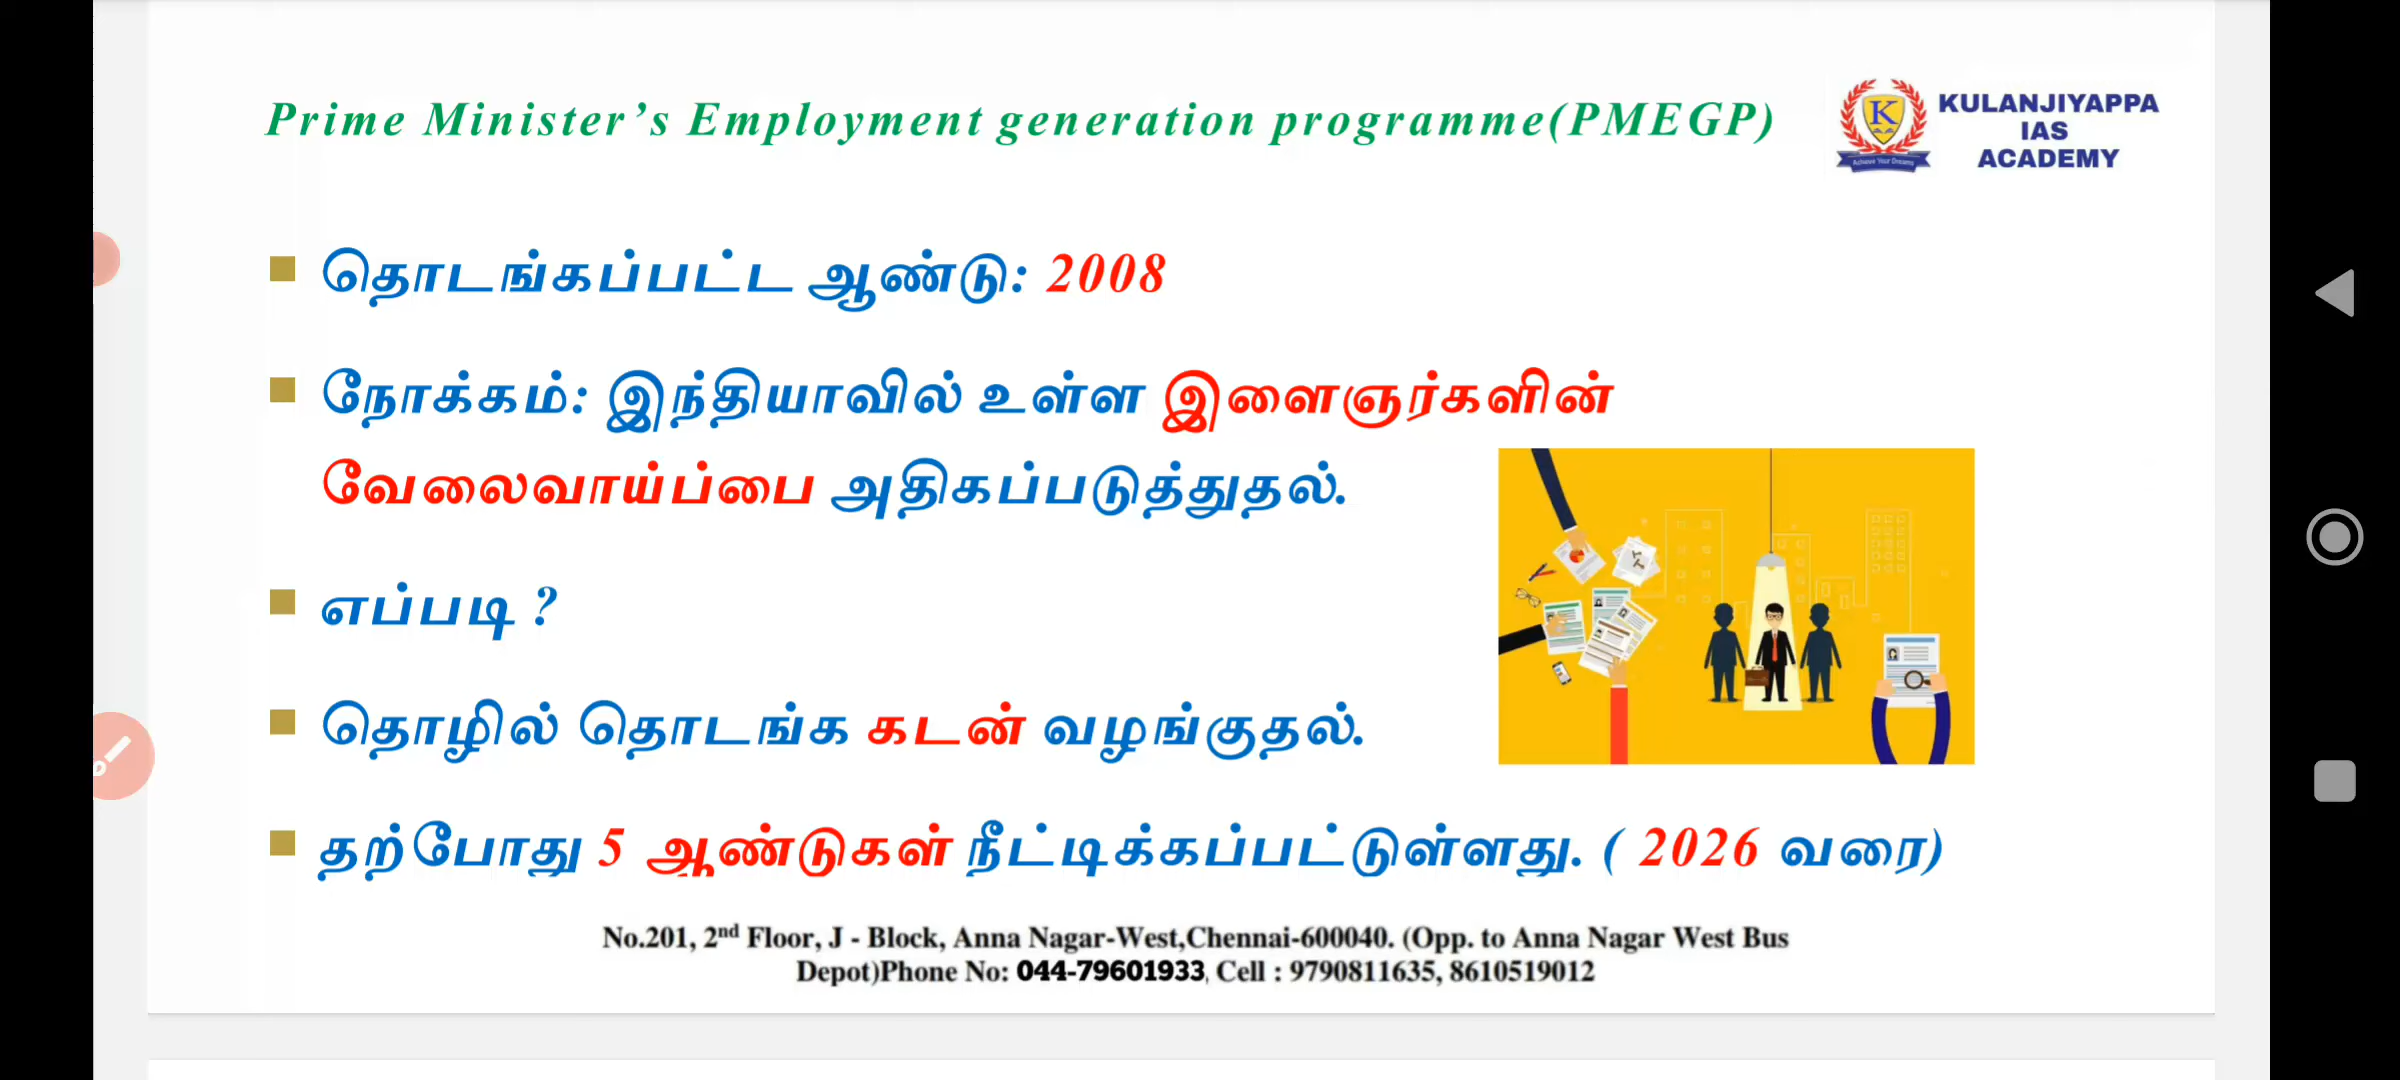 Prime Minister’s Employment generation programme(PMEGP)
KULANJIYAPPA
IAS
ACADEMY
K
Achieve Your Dreams
தொடங்கப்பட்ட ஆண்டு: 2008
நோக்கம்: இந்தியாவில் உள்ள இளைஞர்களின்
வேலைவாய்ப்பை அதிகப்படுத்துதல்.
எப்படி ?
தொழில் தொடங்க கடன் வழங்குதல்.
தற்போது 5 ஆண்டுகள் நீட்டிக்கப்பட்டுள்ளது. ( 2026 வரை)
No.201, 2nd Floor, J - Block, Anna Nagar-West,Chennai-600040. (Opp. to Anna Nagar West Bus
Depot)Phone No: 044-79601933, Cell : 9790811635, 8610519012